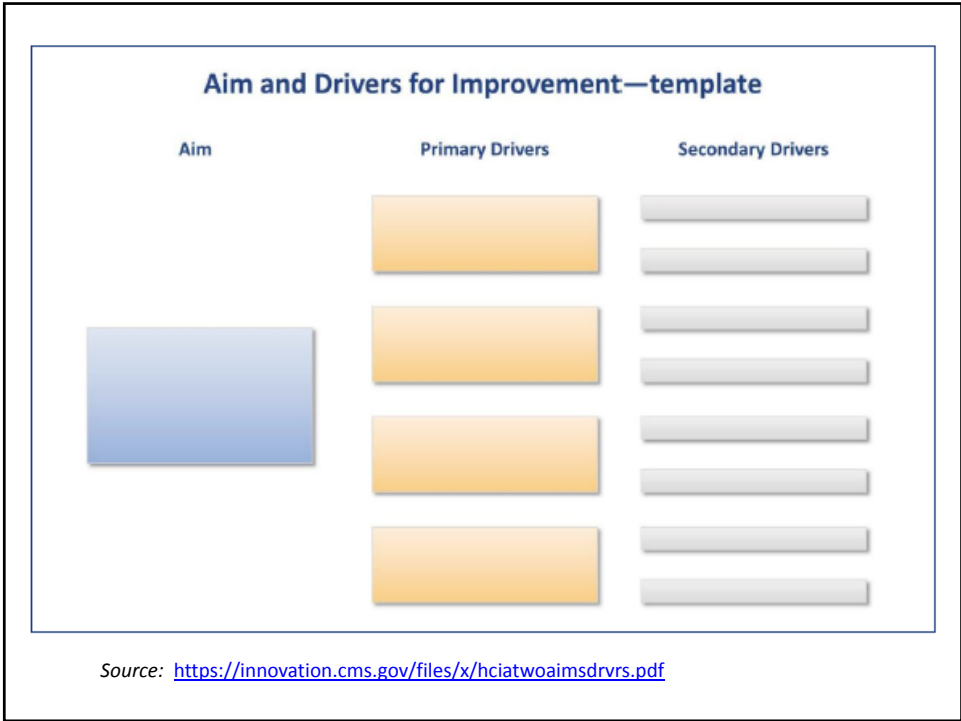 Aim and Drivers for Improvement—template
Aim Primary Drivers Secondary Drivers
Source: https://innovation.cms.gov/files/x/hciatwoaimsdrvrs.pdf